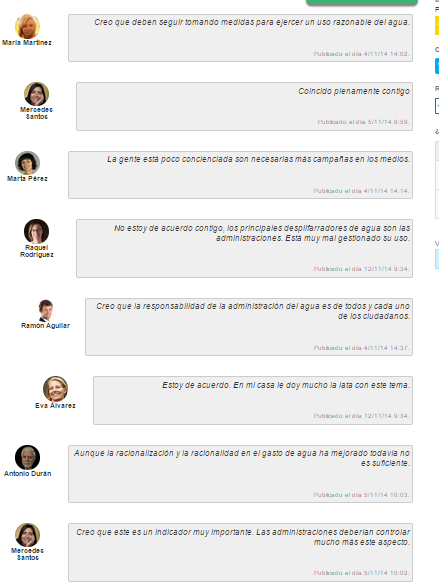 Creo que deben seguir tomando medidas para ejercer un uso razonable del agua.
María Martinez
Publicado el día 4/11/14 14:02.
Coincido plenamente contigo
Mercedes
Santos
Publicado el día 5/11/14 9:59.
La gente está poco concienciada son necesarias más campañas en los medios.
Marta Pérez
Publicado el día 4/11/14 14:14.
No estoy de acuerdo contigo, los principales despilfarradores de agua son las
administraciones. Está muy mal gestionado su uso.
Raquel
Rodríguez
Publicado el día 12/11/14 9:34.
Creo que la responsabilidad de la administración del agua es de todos y cada uno
de los ciudadanos.
Ramón Aguilar
Publicado el día 4/11/14 14:37.
Estoy de acuerdo. En mi casa le doy mucho la lata con este tema.
Eva Álvarez
Publicado el día 12/11/14 9:34.
Aunque la racionalización y la racionalidad en el gasto de agua ha mejorado todavía no
es suficiente.
Antonio Durán
Publicado el día 5/11/14 10:03.
Creo que este es un indicador muy importante. Las administraciones deberían controlar
mucho más este aspecto.
Mercedes
Santos
Publicado el día 5/11/14 10:02.